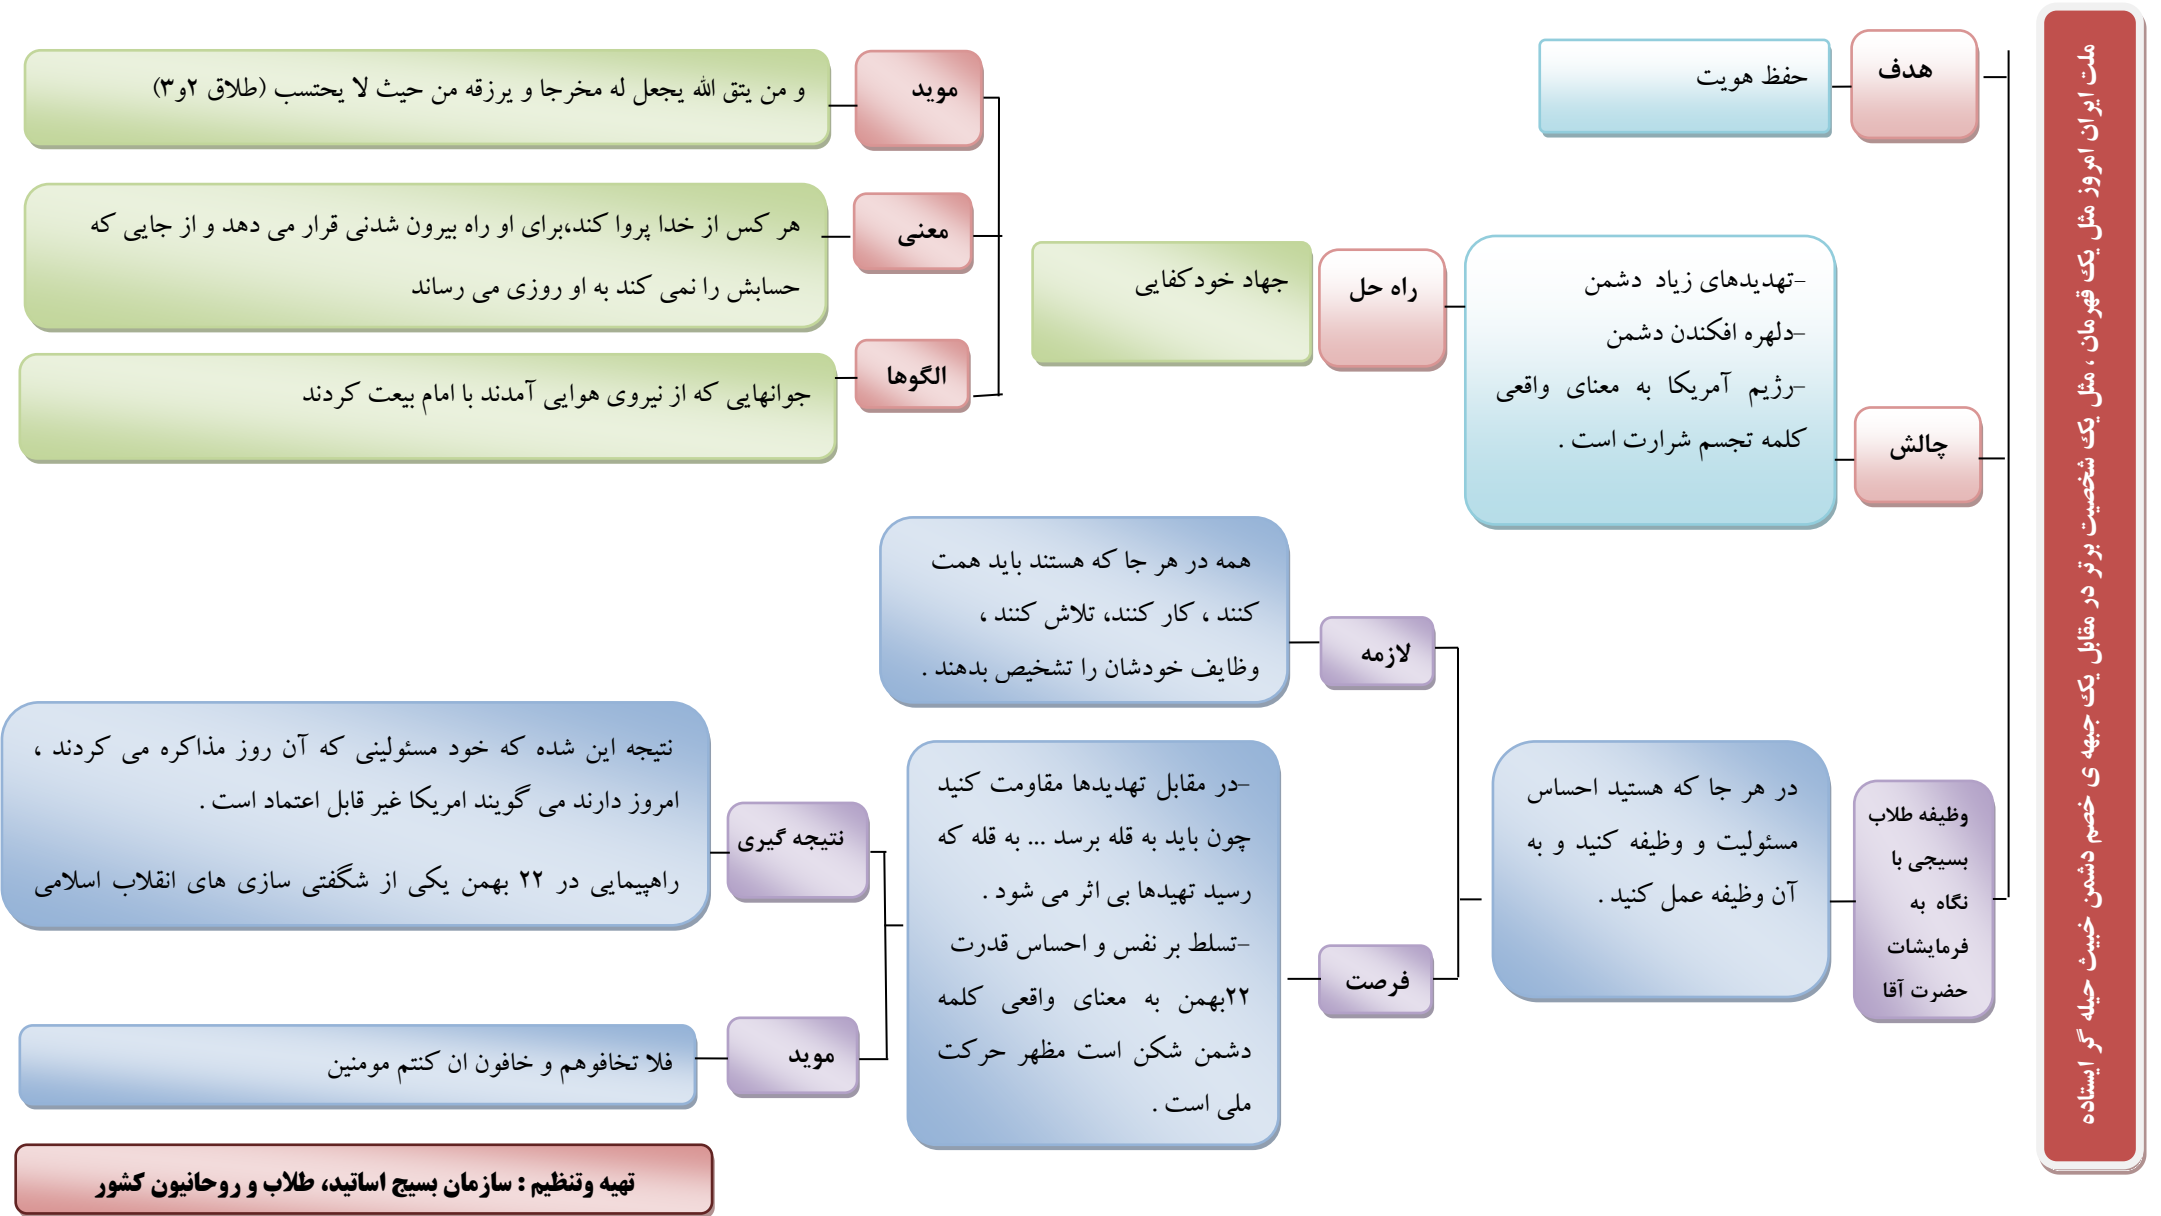 ملت ایران امروز مثل یک قهرمان ، مثل یک شخصیت برتر در مقابل یک جبهه ی خصم دشمن خبیث حیله گر ایستاده
هدف
حفظ هویت
چالش
-تهدیدهای زیاد دشمن
-دلهره افکندن دشمن
-رژیم آمریکا به معنای واقعی
کلمه تجسم شرارت است .
راه حل
جهاد خودکفایی
موید
و من یتق الله یجعل له مخرجا و یرزقه من حیث لا یحتسب (طلاق ۲و۳)
معنی
هر کس از خدا پروا کند،برای او راه بیرون شدنی قرار می دهد و از جایی که
حسابش را نمی کند به او روزی می رساند
الگوها
جوانهایی که از نیروی هوایی آمدند با امام بیعت کردند
وظیفه طلاب
بسیجی با
نگاه به
فرمایشات
حضرت آقا
در هر جا که هستید احساس
مسئولیت و وظیفه کنید و به
آن وظیفه عمل کنید .
لازمه
همه در هر جا که هستند باید همت
کنند ، کار کنند، تلاش کنند ،
وظایف خودشان را تشخیص بدهند .
فرصت
-در مقابل تهدیدها مقاومت کنید
چون باید به قله برسد ... به قله که
رسید تهیدها بی اثر می شود .
-تسلط بر نفس و احساس قدرت
۲۲بهمن به معنای واقعی کلمه
دشمن شکن است مظهر حرکت
ملی است .
نتیجه گیری
نتیجه این شده که خود مسئولینی که آن روز مذاکره می کردند ،
امروز دارند می گویند امریکا غیر قابل اعتماد است .
راهپیمایی در ۲۲ بهمن یکی از شگفتی سازی های انقلاب اسلامی
موید
فلا تخافوهم و خافون ان کنتم مومنین
تهیه وتنظیم : سازمان بسیج اساتید، طلاب و روحانیون کشور